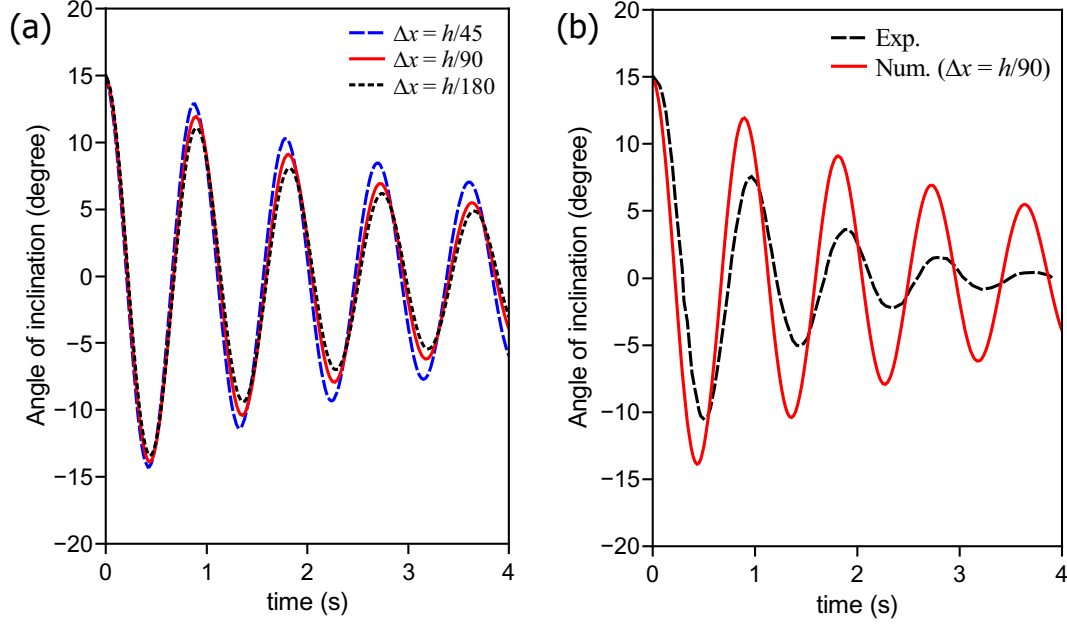 (a)
Δx = h/45
Δx = h/90
Δx = h/180
20
15
10
5
0
−5
−10
−15
−20
Angle of inclination (degree)
0 1 2 3 4
time (s)
(b)
Exp.
Num. (Δx = h/90)
20
15
10
5
0
−5
−10
−15
−20
Angle of inclination (degree)
0 1 2 3 4
time (s)